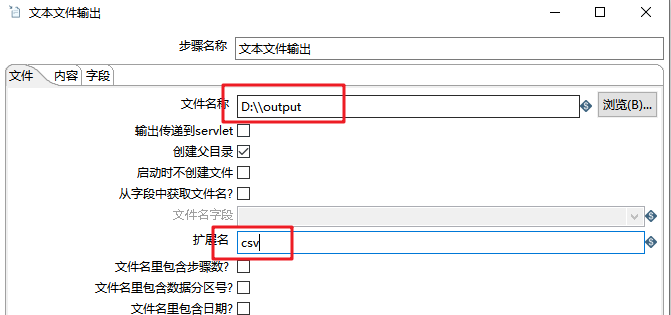 文本文件输出
步骤名称 文本文件输出
文件 内容 字段
文件名称 D:\\output 浏览(B)...
输出传递到servlet
创建父目录
启动时不创建文件
从字段中获取文件名?
文件名字段
扩展名 csv
文件名里包含步骤数?
文件名里包含数据分区号?
文件名里包含日期?